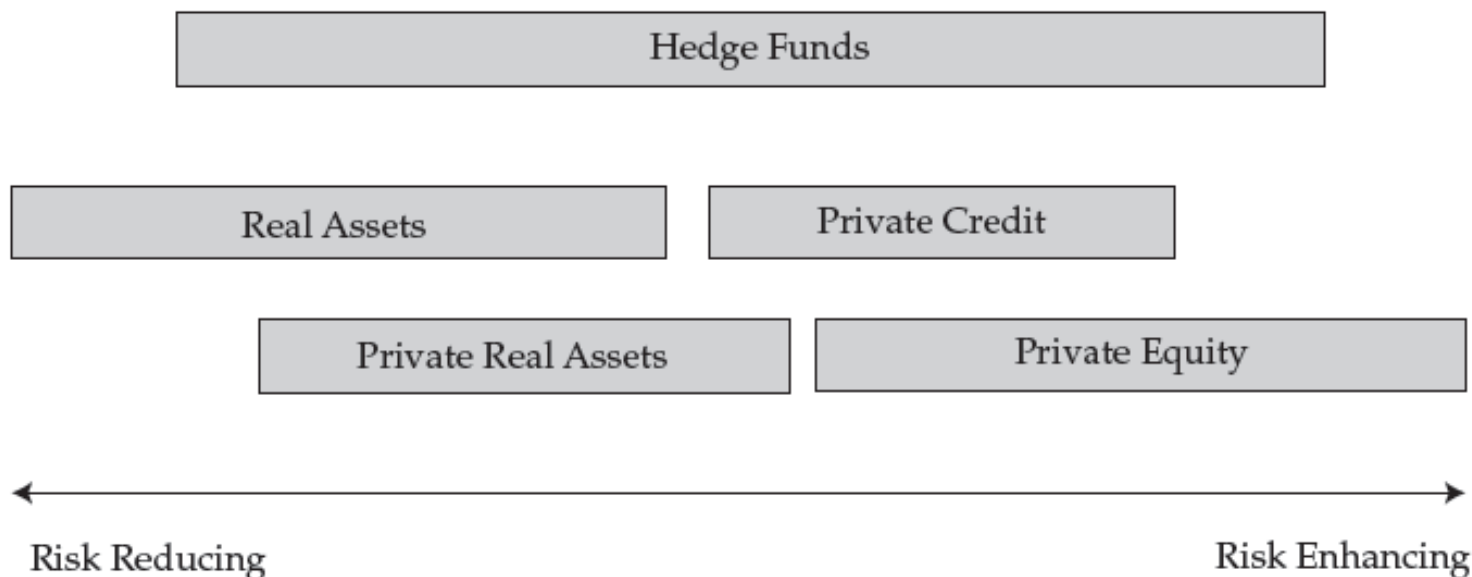 Hedge Funds
Real Assets
Private Credit
Private Real Assets
Private Equity
Risk Reducing
Risk Enhancing